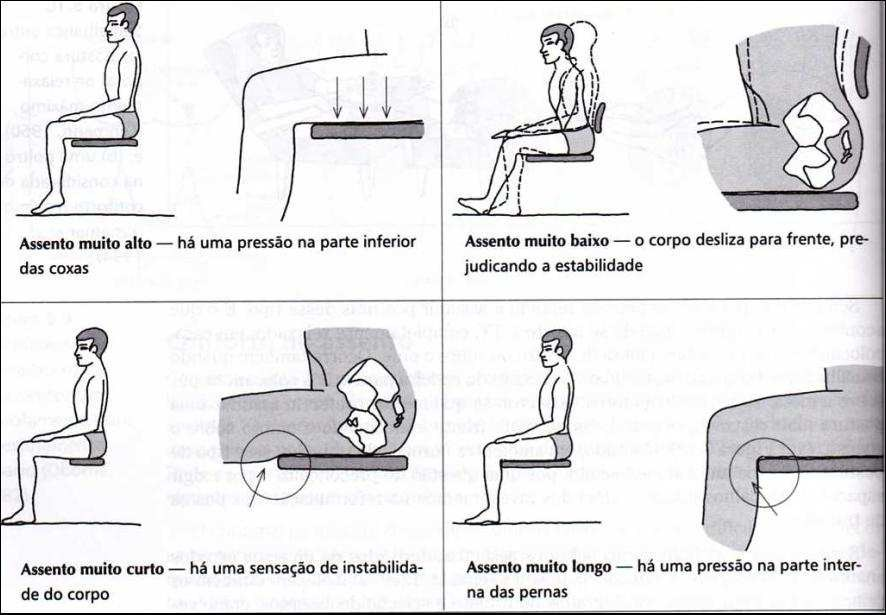 Assento muito alto — há uma pressão na parte inferior
das coxas
Assento muito baixo — o corpo desliza para frente, pre-
judicando a estabilidade
Assento muito curto — há uma sensação de instabilida-
de do corpo
Assento muito longo — há uma pressão na parte inter-
na das pernas